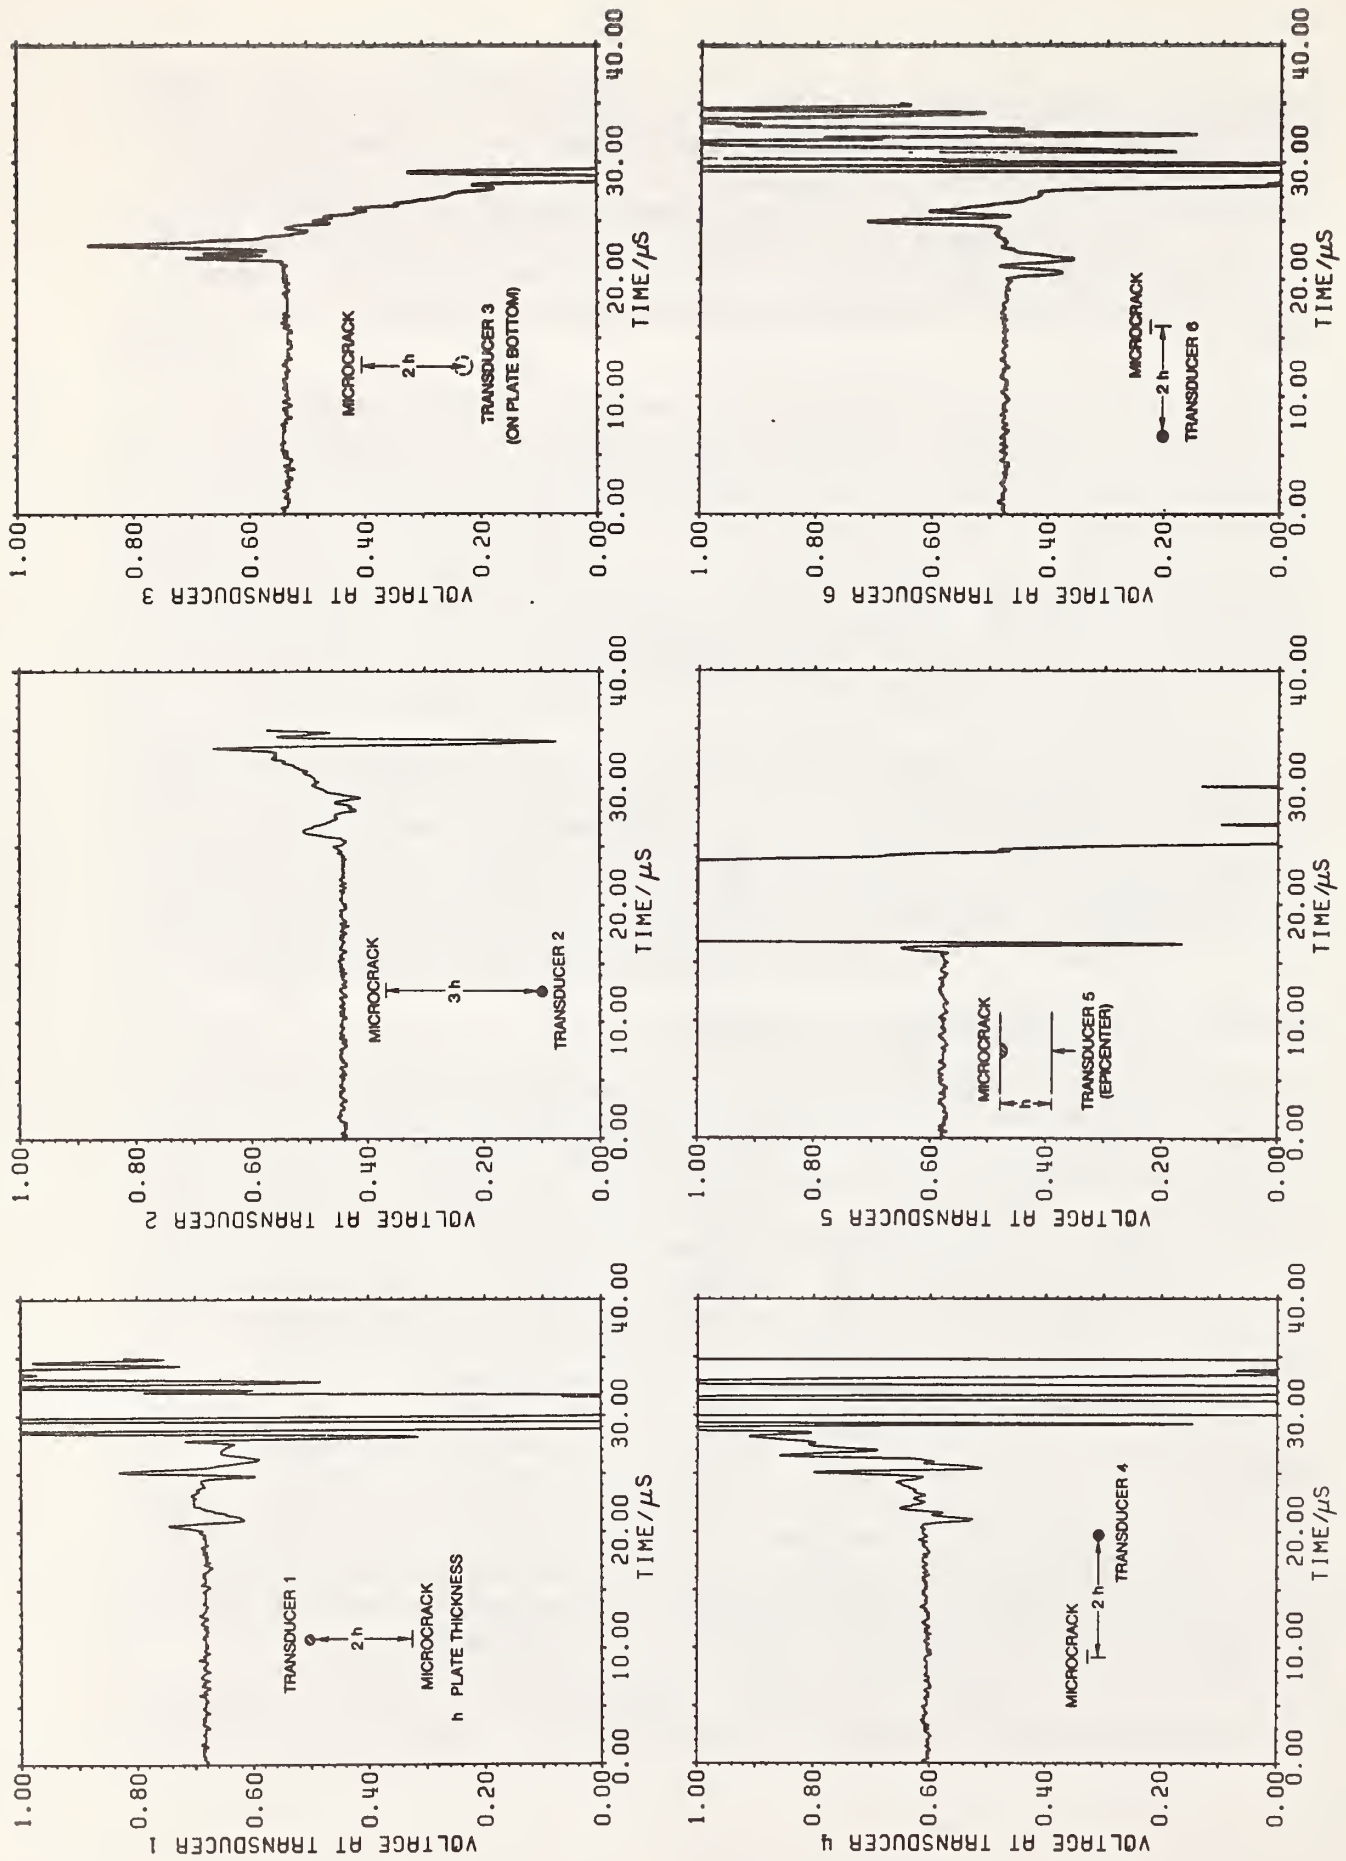 VOLTAGE AT TRANSDUCER 1
1.00
0.80
0.60
0.40
0.20
0.00
0.00 10.00 20.00 30.00 40.00
TIME/μS
TRANSDUCER 1
2 h
MICROCRACK
h PLATE THICKNESS
VOLTAGE AT TRANSDUCER 2
1.00
0.80
0.60
0.40
0.20
0.00
0.00 10.00 20.00 30.00 40.00
TIME/μS
MICROCRACK
3 h
TRANSDUCER 2
VOLTAGE AT TRANSDUCER 3
1.00
0.80
0.60
0.40
0.20
0.00
0.00 10.00 20.00 30.00 40.00
TIME/μS
MICROCRACK
2 h
TRANSDUCER 3
(ON PLATE BOTTOM)
VOLTAGE AT TRANSDUCER 4
1.00
0.80
0.60
0.40
0.20
0.00
0.00 10.00 20.00 30.00 40.00
TIME/μS
MICROCRACK
2 h
TRANSDUCER 4
VOLTAGE AT TRANSDUCER 5
1.00
0.80
0.60
0.40
0.20
0.00
0.00 10.00 20.00 30.00 40.00
TIME/μS
MICROCRACK
h
TRANSDUCER 5
(EPICENTER)
VOLTAGE AT TRANSDUCER 6
1.00
0.80
0.60
0.40
0.20
0.00
0.00 10.00 20.00 30.00 40.00
TIME/μS
MICROCRACK
2 h
TRANSDUCER 6